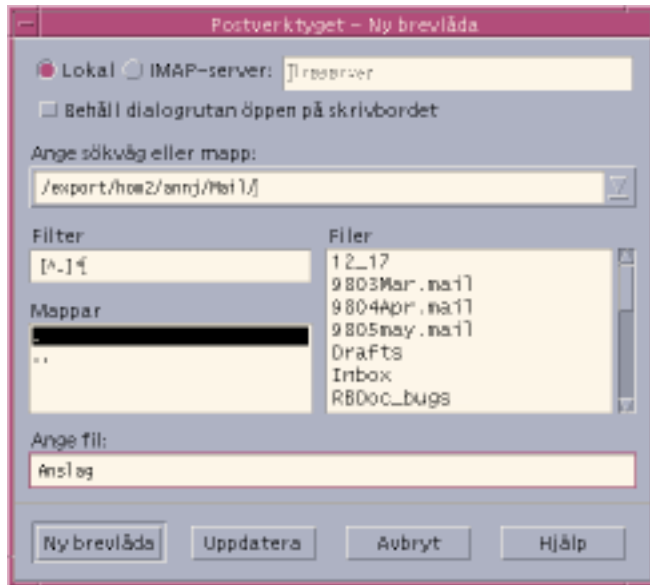 Postverktyget - Ny brevlåda
Lokal IMAP-server:
Behåll dialogrutan öppen på skrivbordet
Ange sökväg eller mapp:
/export/hom2/annj/Mail/
Filter
[^.]*
Mappar
.
..
Filer
12_17
9803Mar.mail
9804Apr.mail
9805may.mail
Drafts
Inbox
RBDoc_bugs
Ange fil:
Anslag
Ny brevlåda Uppdatera Avbryt Hjälp